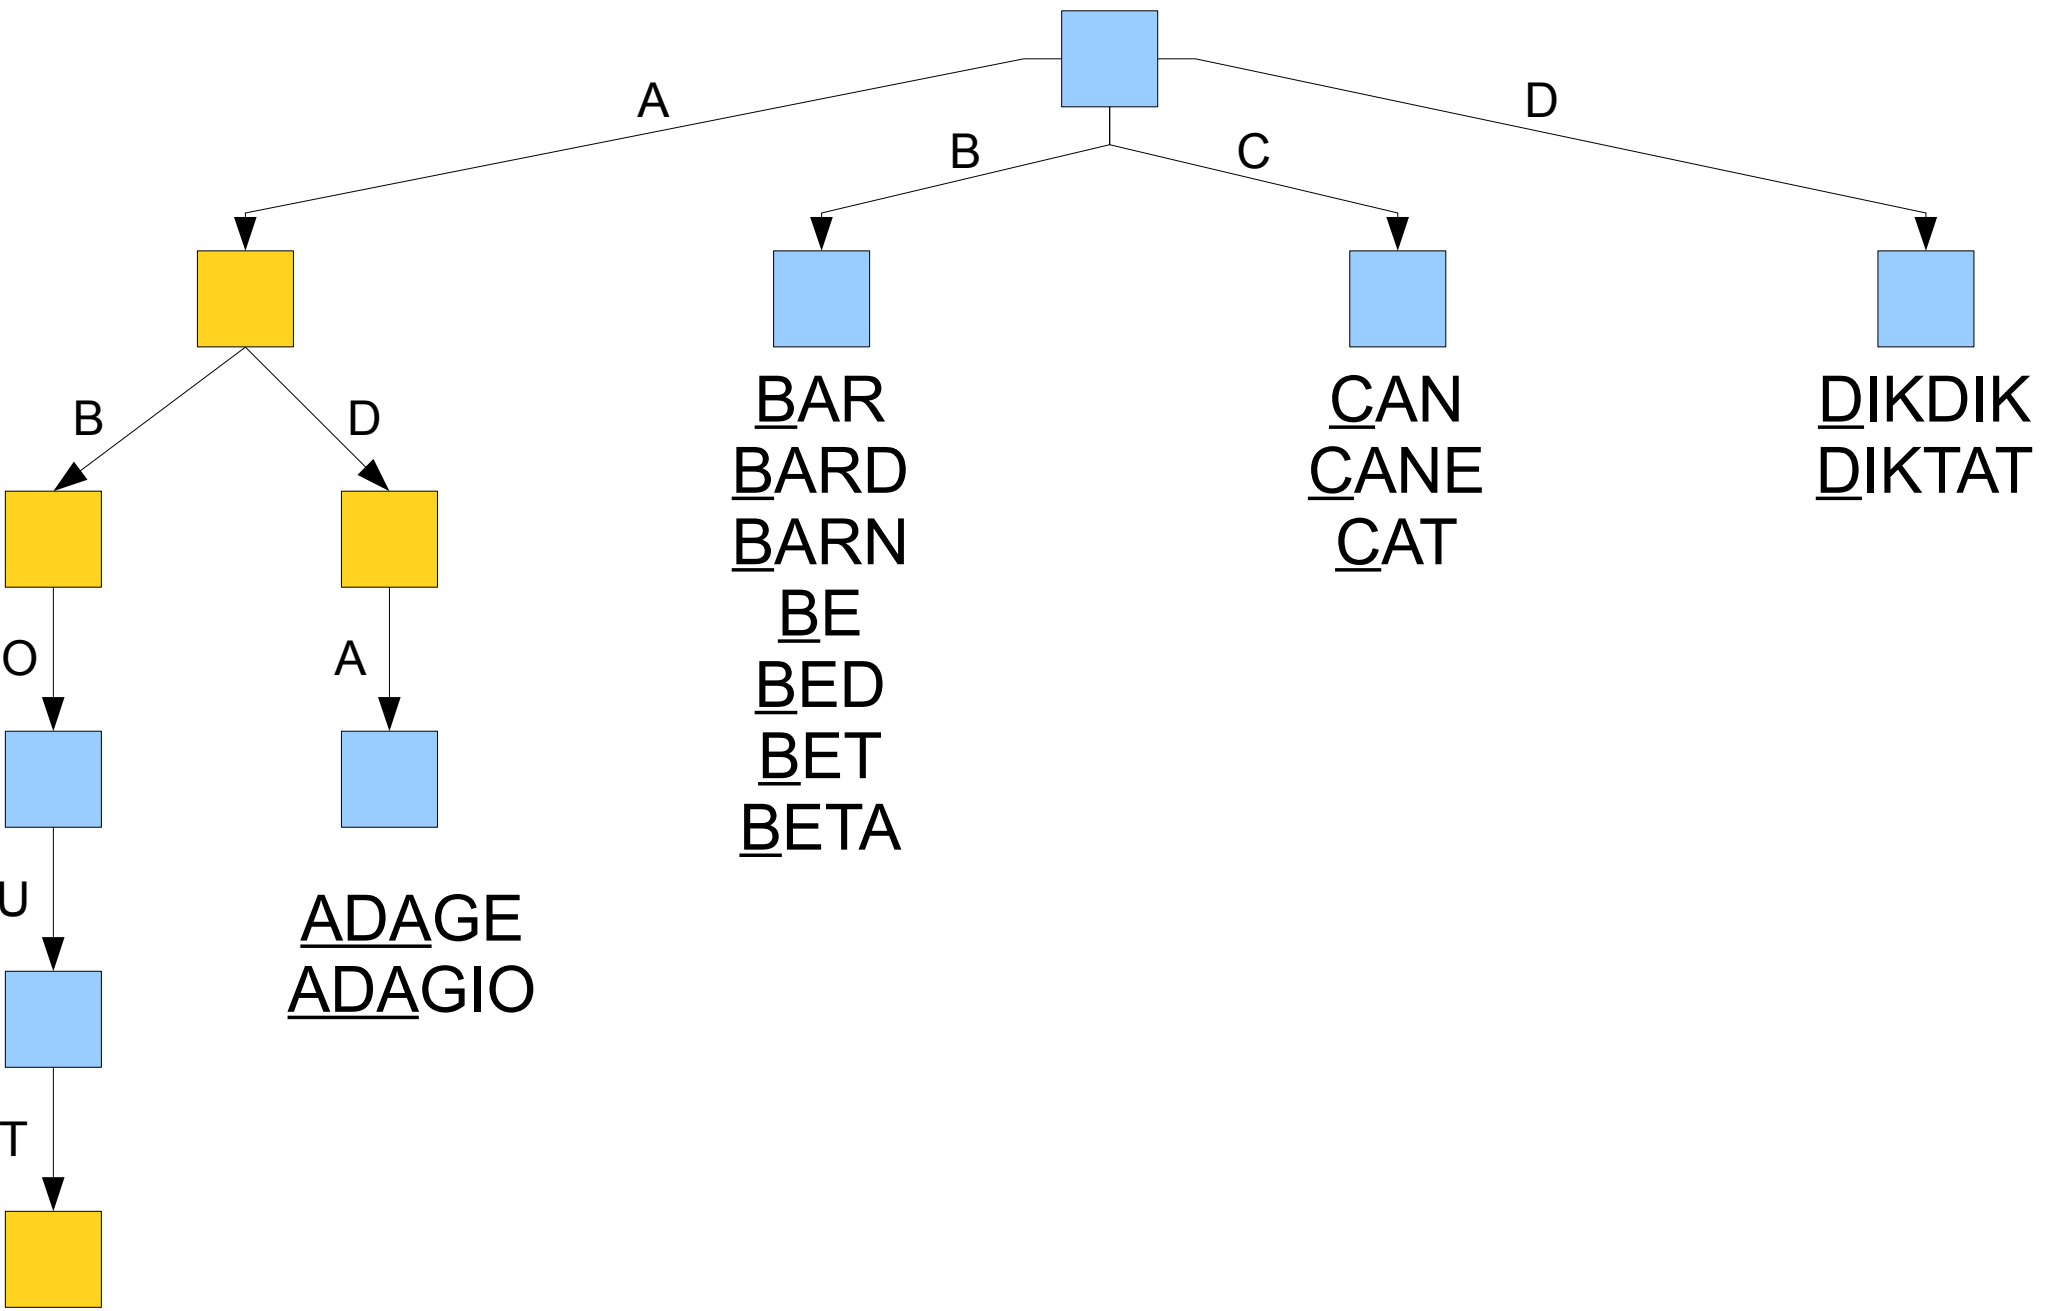 A
D
B
C
B
D
BAR
BARD
BARN
BE
BED
BET
BETA
CAN
CANE
CAT
DIKDIK
DIKTAT
O
A
U
ADAGE
ADAGIO
T